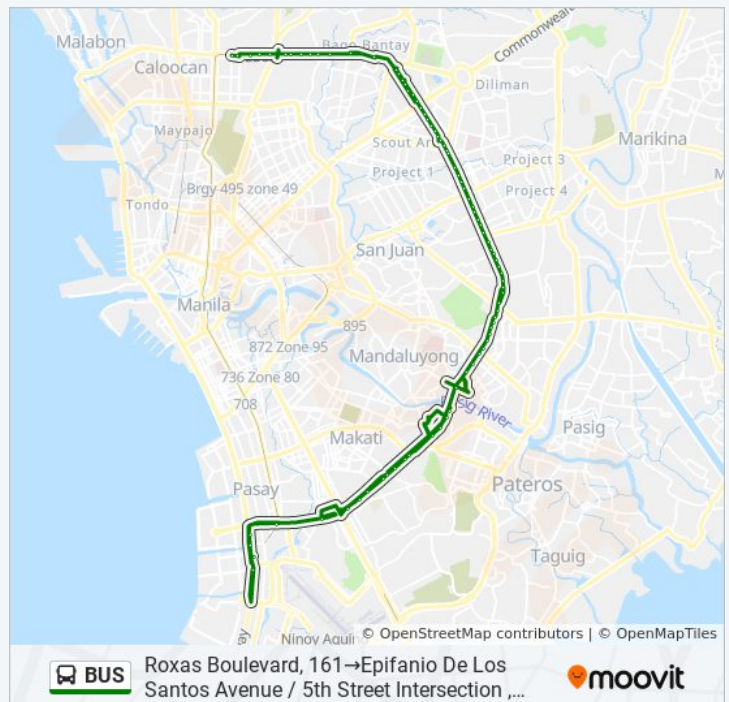 Malabon
Bago Bantay
Commonwealth
Caloocan
Diliman
Maypajo
Scout Ar
Marikina
Project 3
Project 1
Brgy 495 zone 49
Project 4
Tondo
San Juan
Manila
895
872 Zone 95
Mandaluyong
736 Zone 80
708
Pasig River
Pasig
Makati
Pasay
Pateros
Taguig
Ninoy Aqui
© OpenStreetMap contributors | © OpenMapTiles
BUS
Roxas Boulevard, 161→Epifanio De Los
Santos Avenue / 5th Street Intersection ,…
moovit